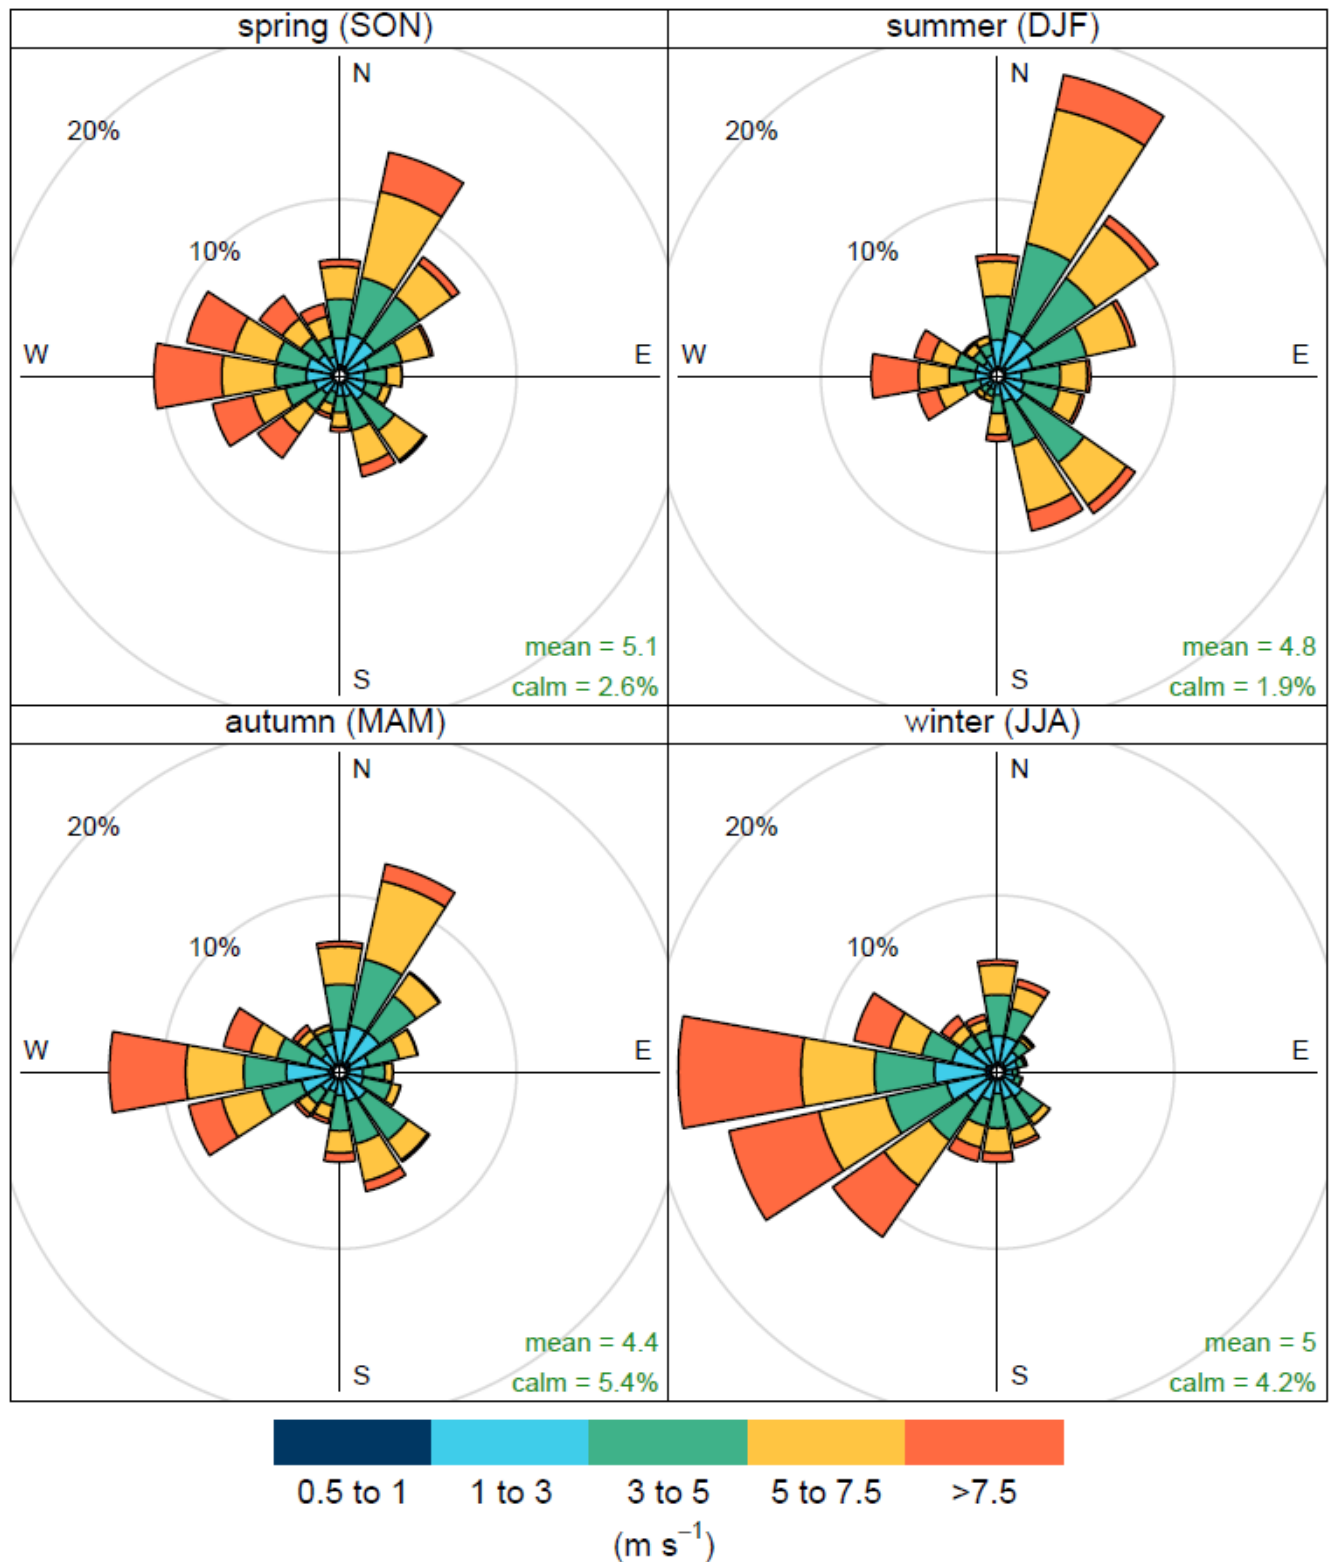 spring (SON)
summer (DJF)
N
20%
10%
W
E
S
mean = 5.1
calm = 2.6%
N
20%
10%
W
E
S
mean = 4.8
calm = 1.9%
autumn (MAM)
winter (JJA)
N
20%
10%
W
E
S
mean = 4.4
calm = 5.4%
N
20%
10%
W
E
S
mean = 5
calm = 4.2%
0.5 to 1 1 to 3 3 to 5 5 to 7.5 >7.5
(m s⁻¹)